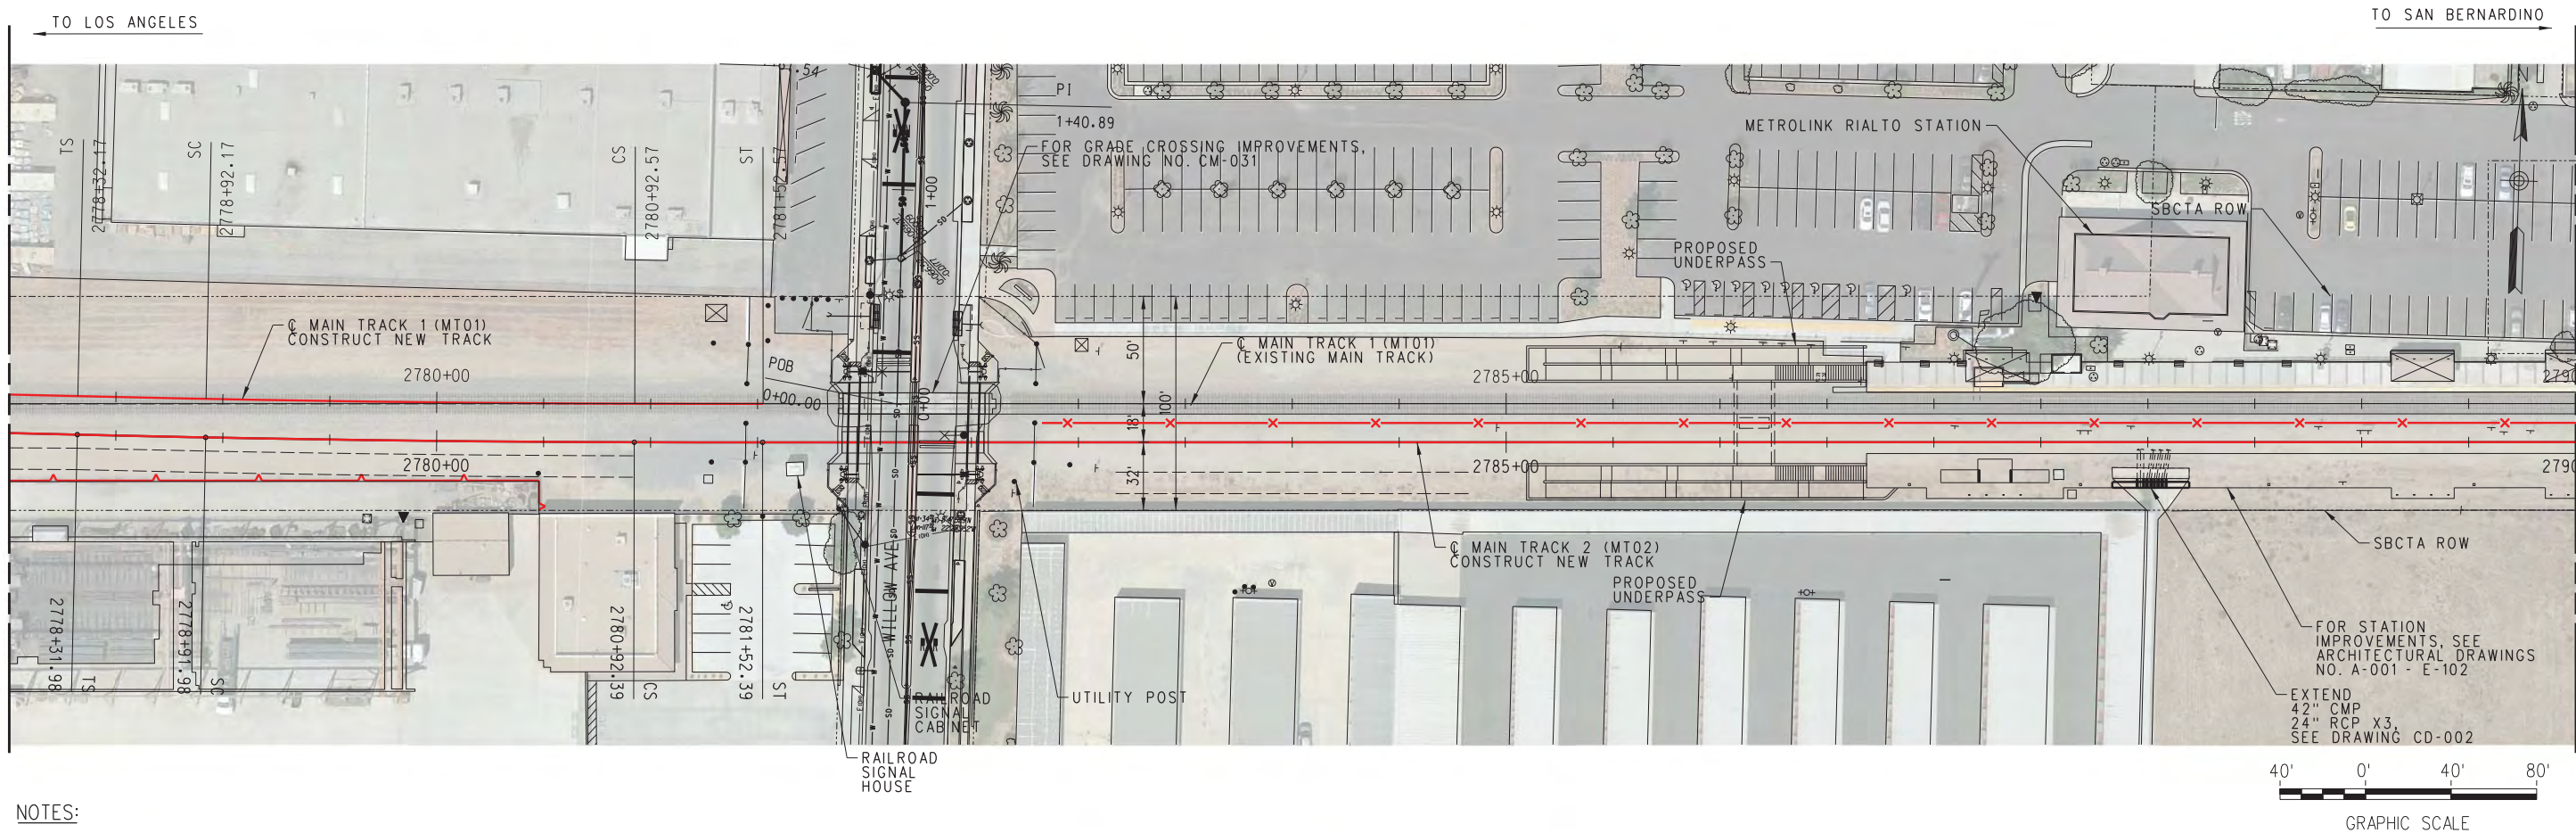 TO LOS ANGELES
TO SAN BERNARDINO
TS
2778+32.17
SC
2778+92.17
CS
2780+92.57
ST
2781+52.57
.54
PI
1+40.89
1+00
FOR GRADE CROSSING IMPROVEMENTS,
SEE DRAWING NO. CM-031
METROLINK RIALTO STATION
SBCTA ROW
PROPOSED
UNDERPASS
N
℄ MAIN TRACK 1 (MT01)
CONSTRUCT NEW TRACK
2780+00
POB
0+00.00
0+00
50'
100'
18'
32'
℄ MAIN TRACK 1 (MT01)
(EXISTING MAIN TRACK)
2785+00
2790
2780+00
2785+00
2790
℄ MAIN TRACK 2 (MT02)
CONSTRUCT NEW TRACK
PROPOSED
UNDERPASS
SBCTA ROW
WILLOW AVE
2778+31.98
TS
2778+91.98
SC
2780+92.39
CS
2781+52.39
ST
RAILROAD
SIGNAL
CABINET
UTILITY POST
RAILROAD
SIGNAL
HOUSE
FOR STATION
IMPROVEMENTS, SEE
ARCHITECTURAL DRAWINGS
NO. A-001 - E-102
EXTEND
42" CMP
24" RCP X3,
SEE DRAWING CD-002
40' 0' 40' 80'
GRAPHIC SCALE
NOTES: